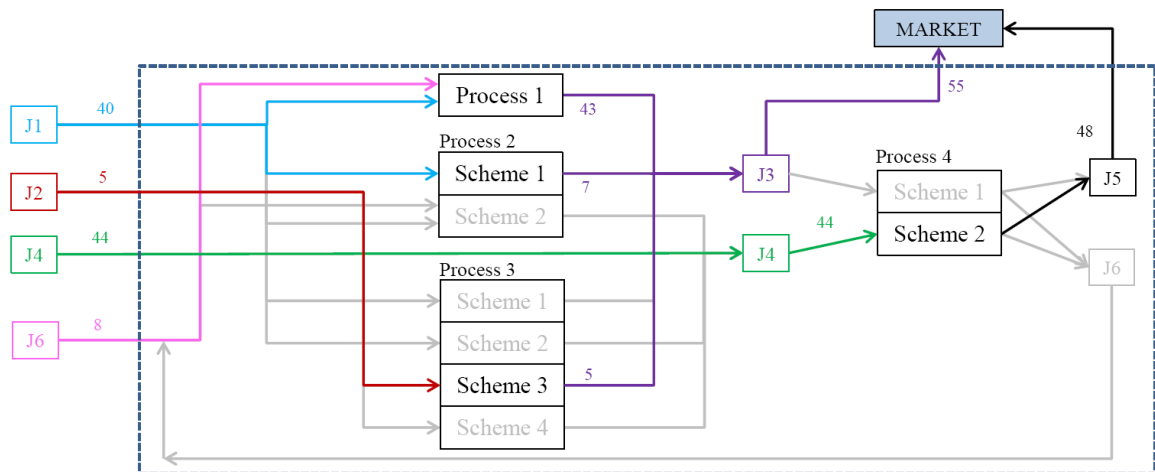 MARKET
55
40
Process 1
J1
43
48
Process 2
Process 4
5
Scheme 1
7
J3
Scheme 1
J5
J2
Scheme 2
44
44
Scheme 2
J4
J4
J6
Process 3
Scheme 1
8
J6
Scheme 2
5
Scheme 3
Scheme 4